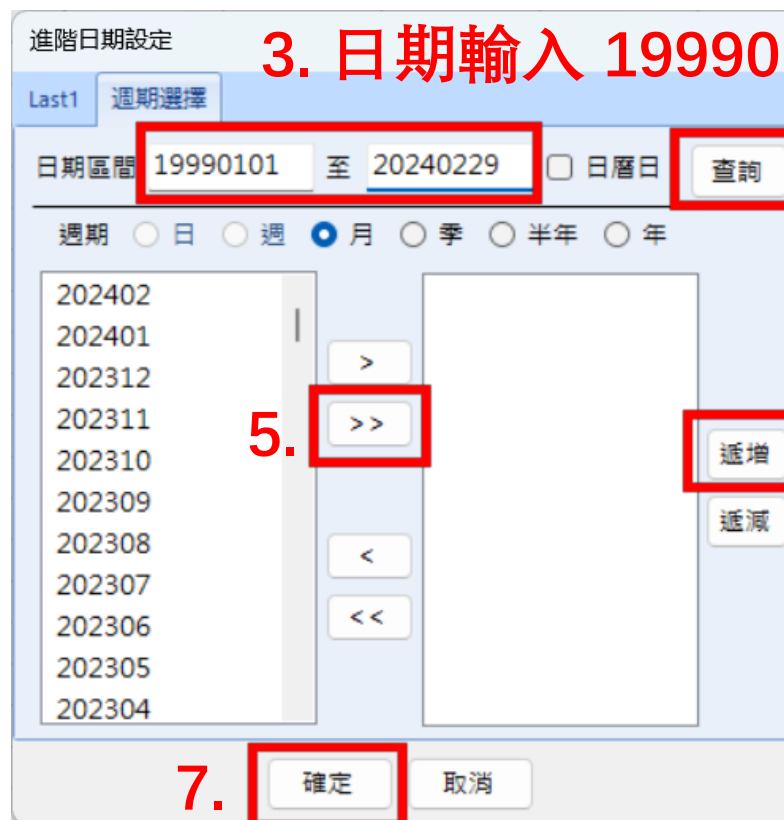 進階日期設定
3. 日期輸入 19990
Last1 週期選擇
日期區間 19990101 至 20240229 日曆日 查詢
週期 日 週 月 季 半年 年
202402
202401
202312
202311
202310
202309
202308
202307
202306
202305
202304
>
5. >>
<
<<
遞增
遞減
7. 確定 取消